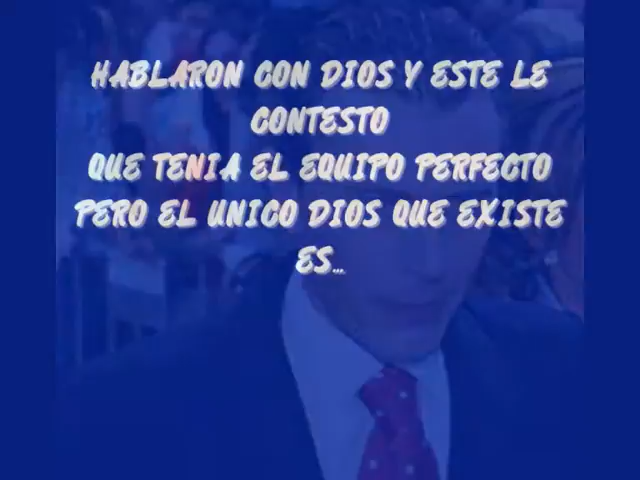 HABLARON CON DIOS Y ESTE LE
CONTESTO
QUE TENIA EL EQUIPO PERFECTO
PERO EL UNICO DIOS QUE EXISTE
ES...